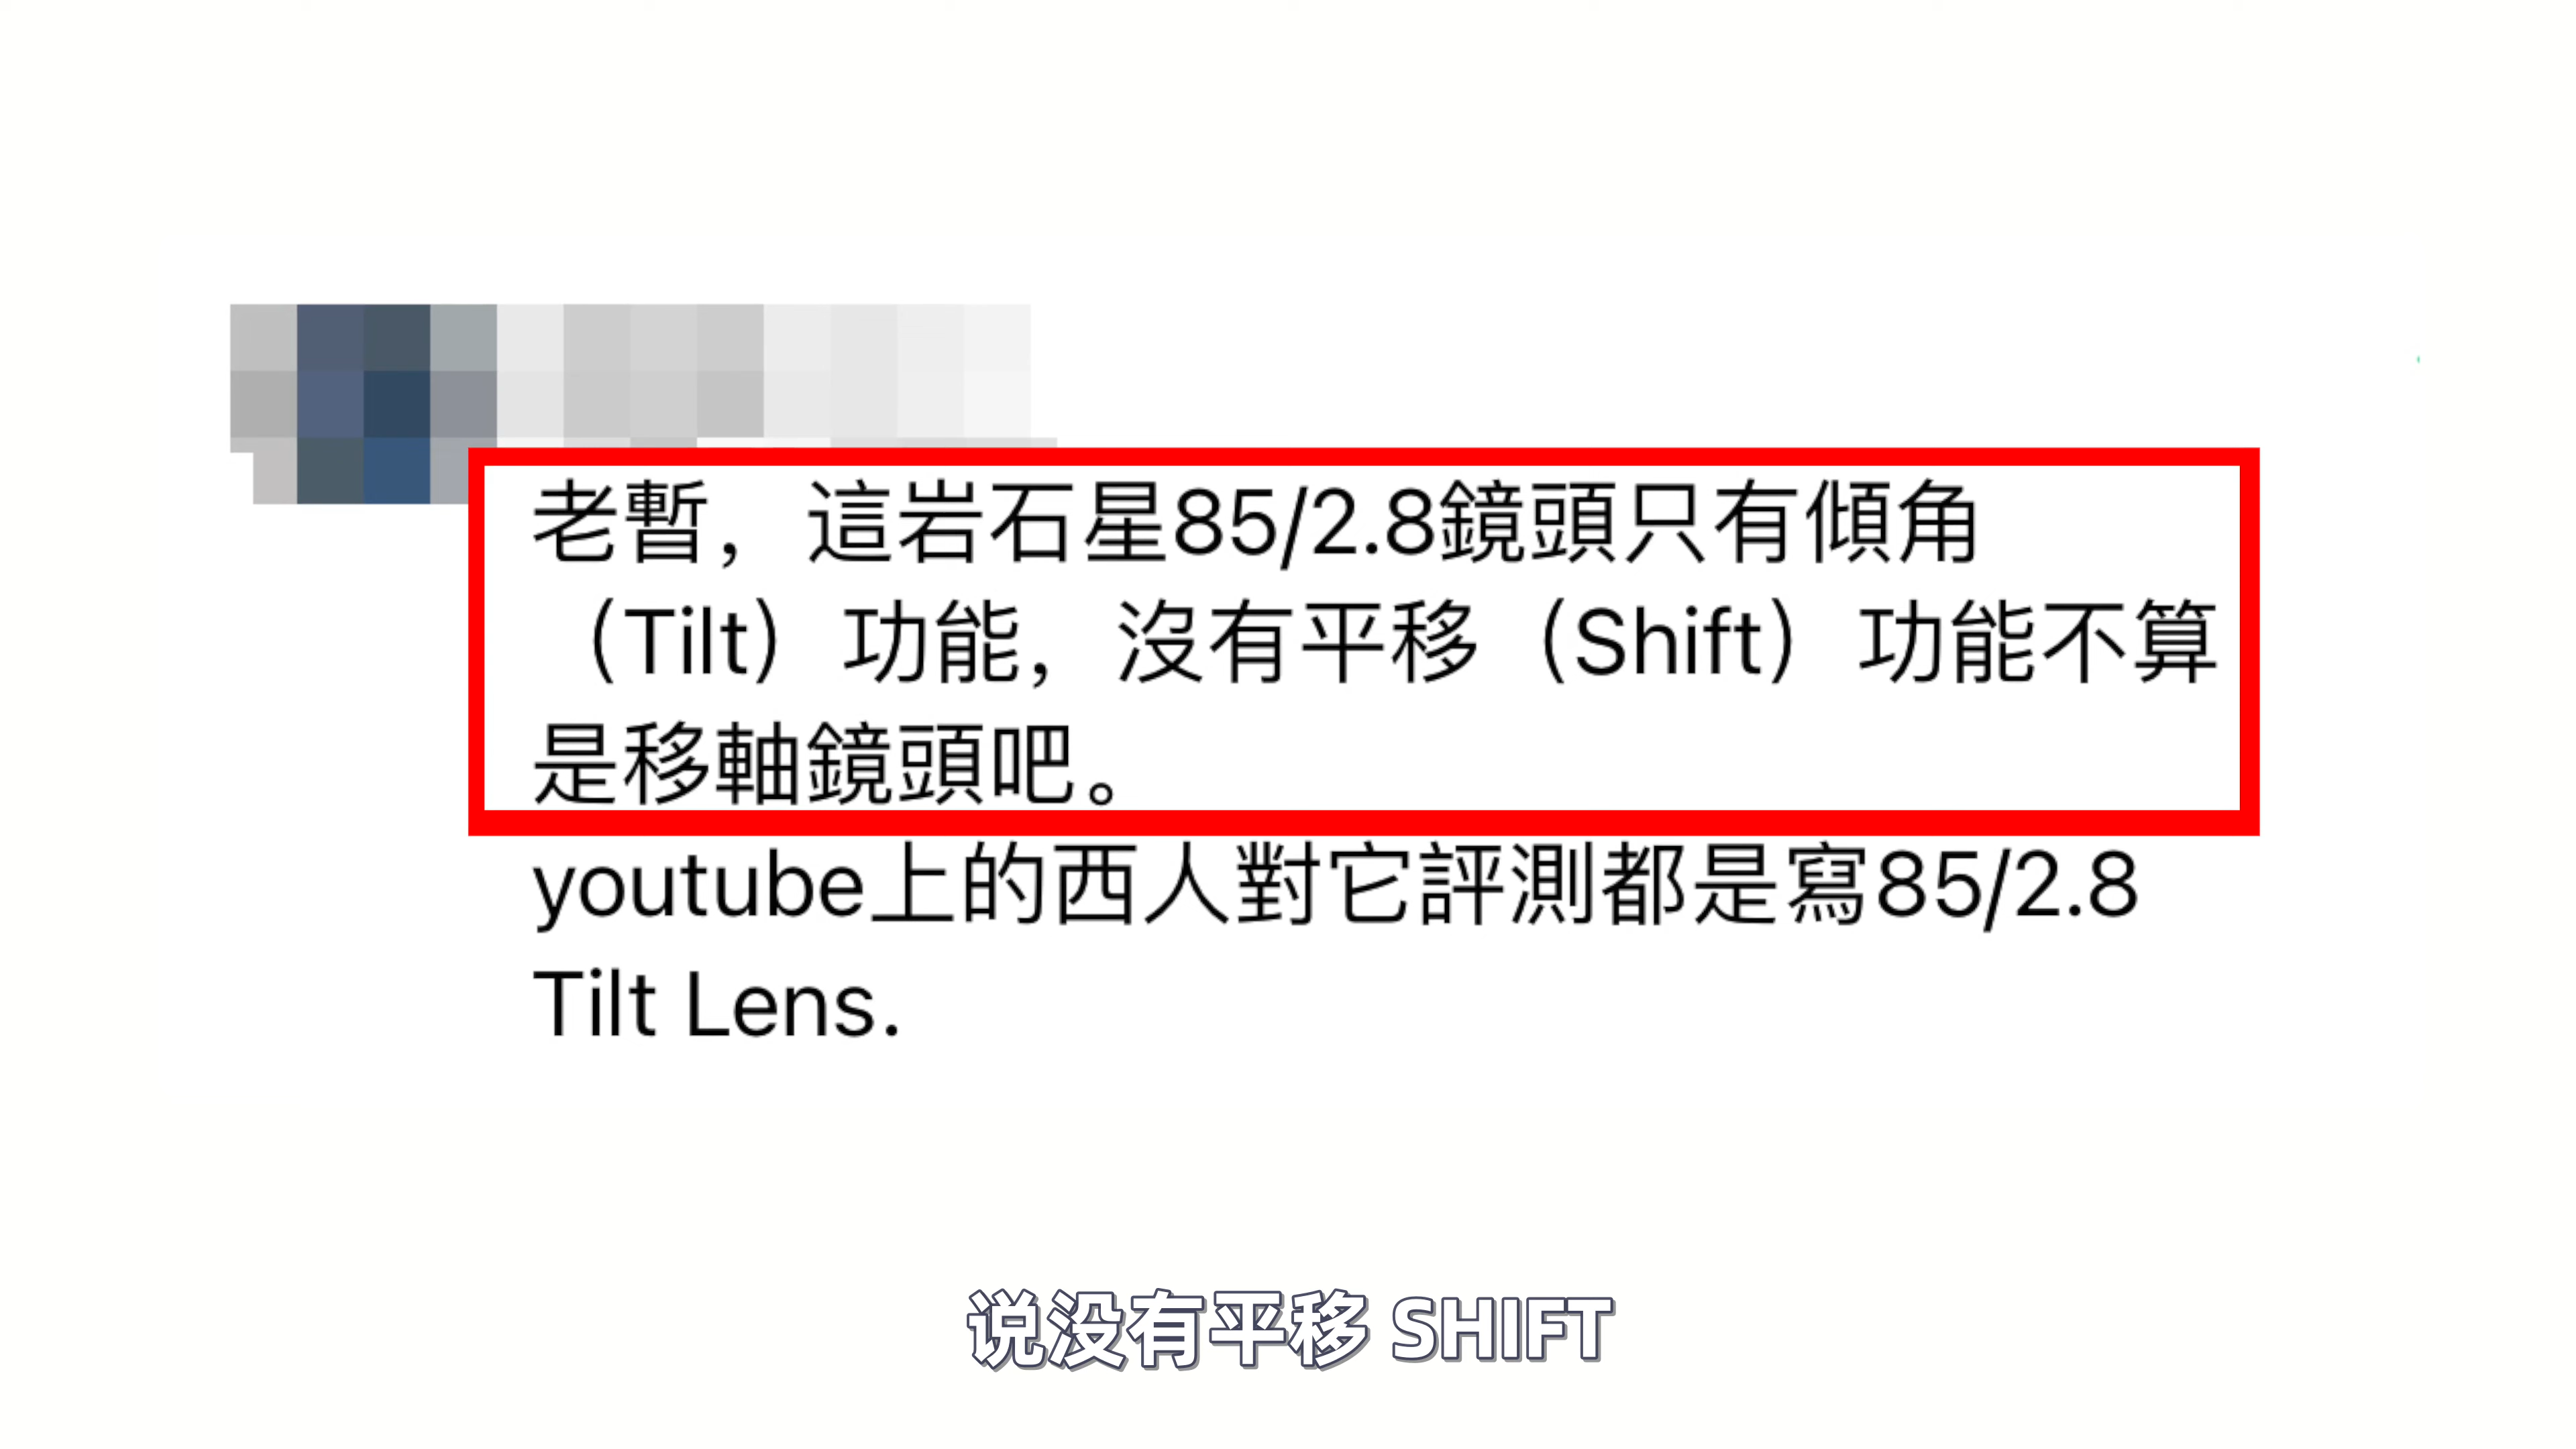 老暫，這岩石星85/2.8鏡頭只有傾角
（Tilt）功能，沒有平移（Shift）功能不算
是移軸鏡頭吧。
youtube上的西人對它評測都是寫85/2.8
Tilt Lens.
说没有平移 SHIFT